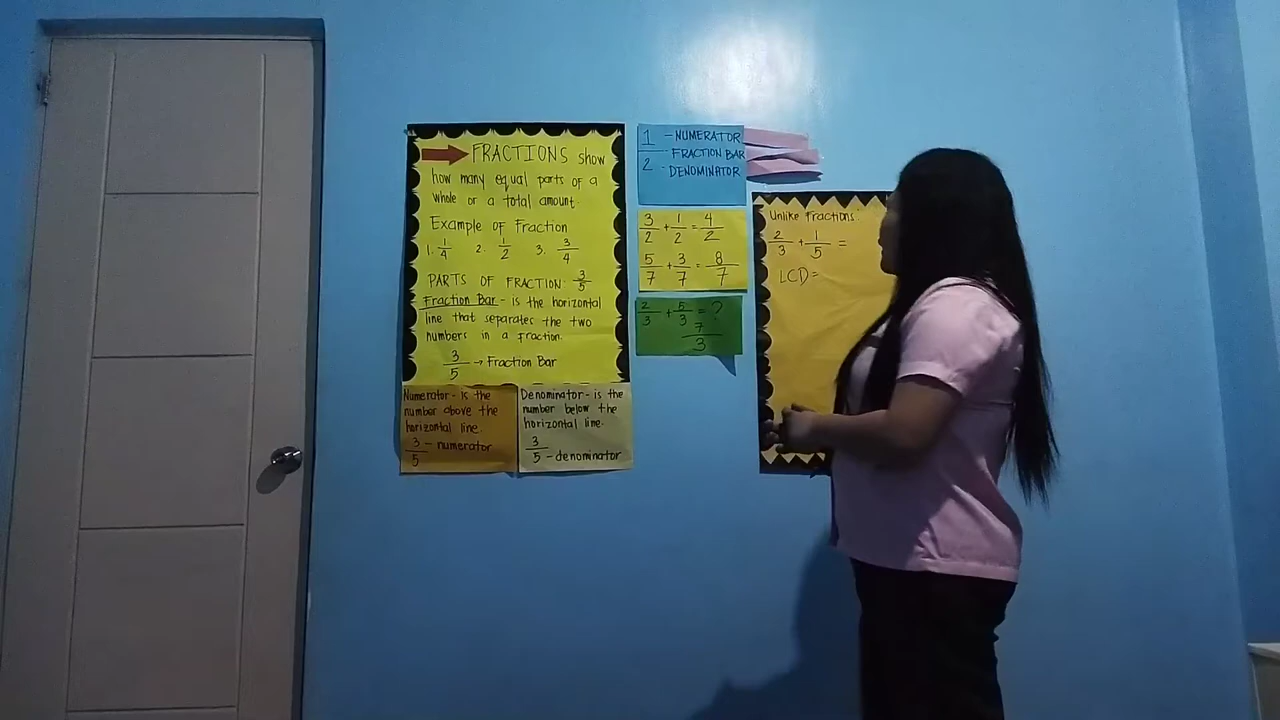 FRACTIONS show
how many equal parts of a
whole or a total amount.
Example of Fraction
1. 1/4 2. 1/2 3. 3/4
PARTS OF FRACTION: 3/5
Fraction Bar - is the horizontal
line that separates the two
numbers in a fraction.
3/5 → Fraction Bar
Numerator - is the
number above the
horizontal line.
3/5 - numerator
Denominator - is the
number below the
horizontal line.
3/5 - denominator
1 - NUMERATOR
- FRACTION BAR
2 - DENOMINATOR
3/2 + 1/2 = 4/2
5/7 + 3/7 = 8/7
2/3 + 5/3 = ?
7/3
Unlike Fractions:
2/3 + 1/5 =
LCD=